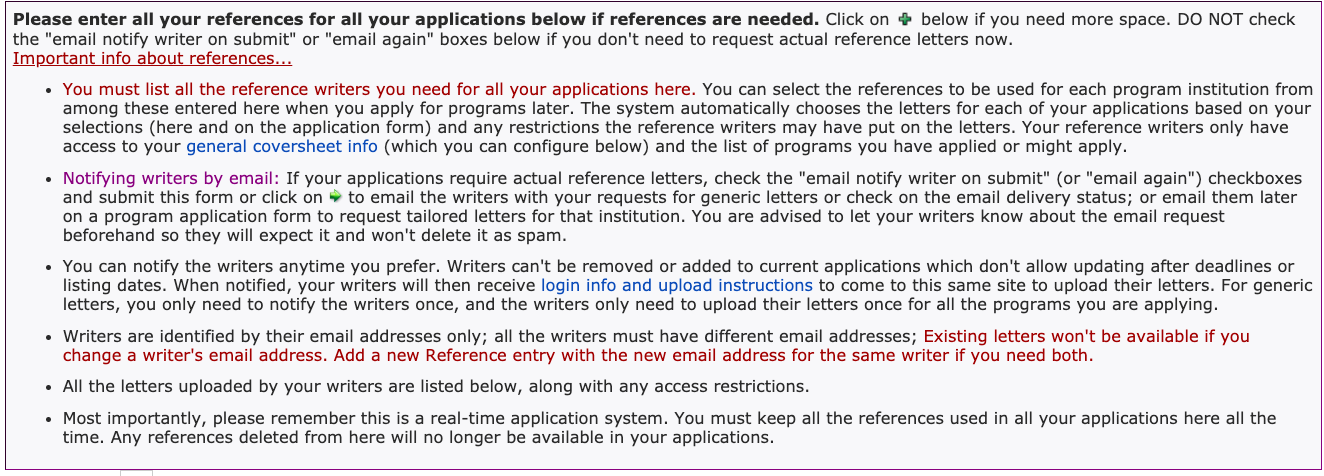 Please enter all your references for all your applications below if references are needed. Click on below if you need more space. DO NOT check
the "email notify writer on submit" or "email again" boxes below if you don't need to request actual reference letters now.
Important info about references...
• You must list all the reference writers you need for all your applications here. You can select the references to be used for each program institution from
among these entered here when you apply for programs later. The system automatically chooses the letters for each of your applications based on your
selections (here and on the application form) and any restrictions the reference writers may have put on the letters. Your reference writers only have
access to your general coversheet info (which you can configure below) and the list of programs you have applied or might apply.
• Notifying writers by email: If your applications require actual reference letters, check the "email notify writer on submit" (or "email again") checkboxes
and submit this form or click on to email the writers with your requests for generic letters or check on the email delivery status; or email them later
on a program application form to request tailored letters for that institution. You are advised to let your writers know about the email request
beforehand so they will expect it and won't delete it as spam.
• You can notify the writers anytime you prefer. Writers can't be removed or added to current applications which don't allow updating after deadlines or
listing dates. When notified, your writers will then receive login info and upload instructions to come to this same site to upload their letters. For generic
letters, you only need to notify the writers once, and the writers only need to upload their letters once for all the programs you are applying.
• Writers are identified by their email addresses only; all the writers must have different email addresses; Existing letters won't be available if you
change a writer's email address. Add a new Reference entry with the new email address for the same writer if you need both.
• All the letters uploaded by your writers are listed below, along with any access restrictions.
• Most importantly, please remember this is a real-time application system. You must keep all the references used in all your applications here all the
time. Any references deleted from here will no longer be available in your applications.